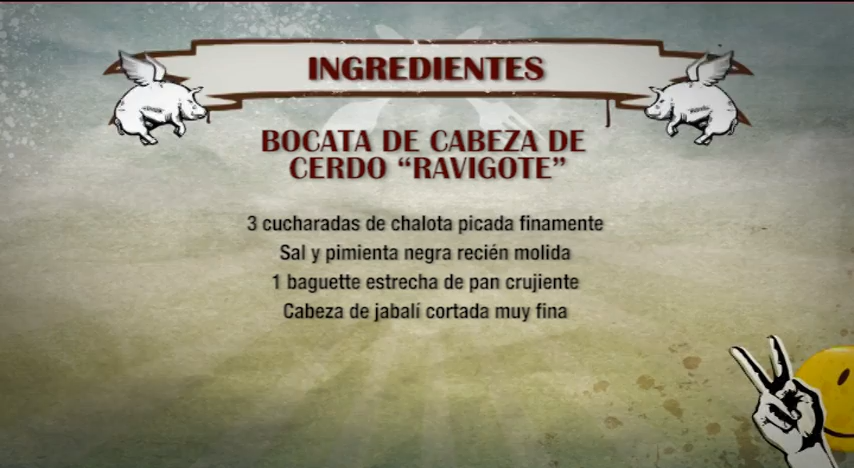 INGREDIENTES
BOCATA DE CABEZA DE
CERDO “RAVIGOTE”
3 cucharadas de chalota picada finamente
Sal y pimienta negra recién molida
1 baguette estrecha de pan crujiente
Cabeza de jabalí cortada muy fina